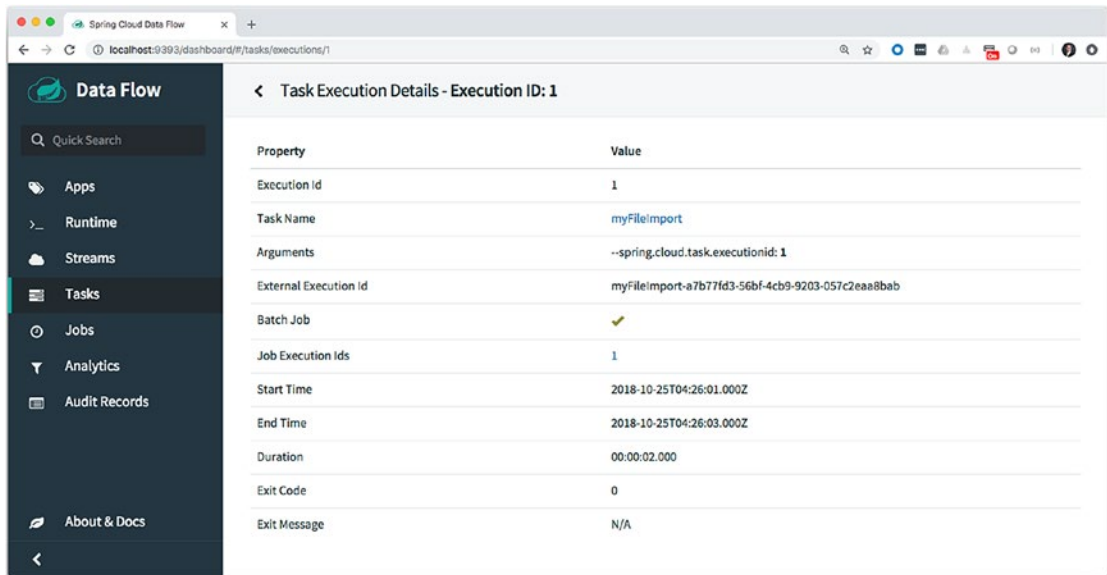 Spring Cloud Data Flow
localhost:9393/dashboard/#/tasks/executions/1
Data Flow
Task Execution Details - Execution ID: 1
Quick Search
Apps
Runtime
Streams
Tasks
Jobs
Analytics
Audit Records
About & Docs
Property Value
Execution Id 1
Task Name myFileImport
Arguments --spring.cloud.task.executionid: 1
External Execution Id myFileImport-a7b77fd3-56bf-4cb9-9203-057c2eaa8bab
Batch Job
Job Execution Ids 1
Start Time 2018-10-25T04:26:01.000Z
End Time 2018-10-25T04:26:03.000Z
Duration 00:00:02.000
Exit Code 0
Exit Message N/A